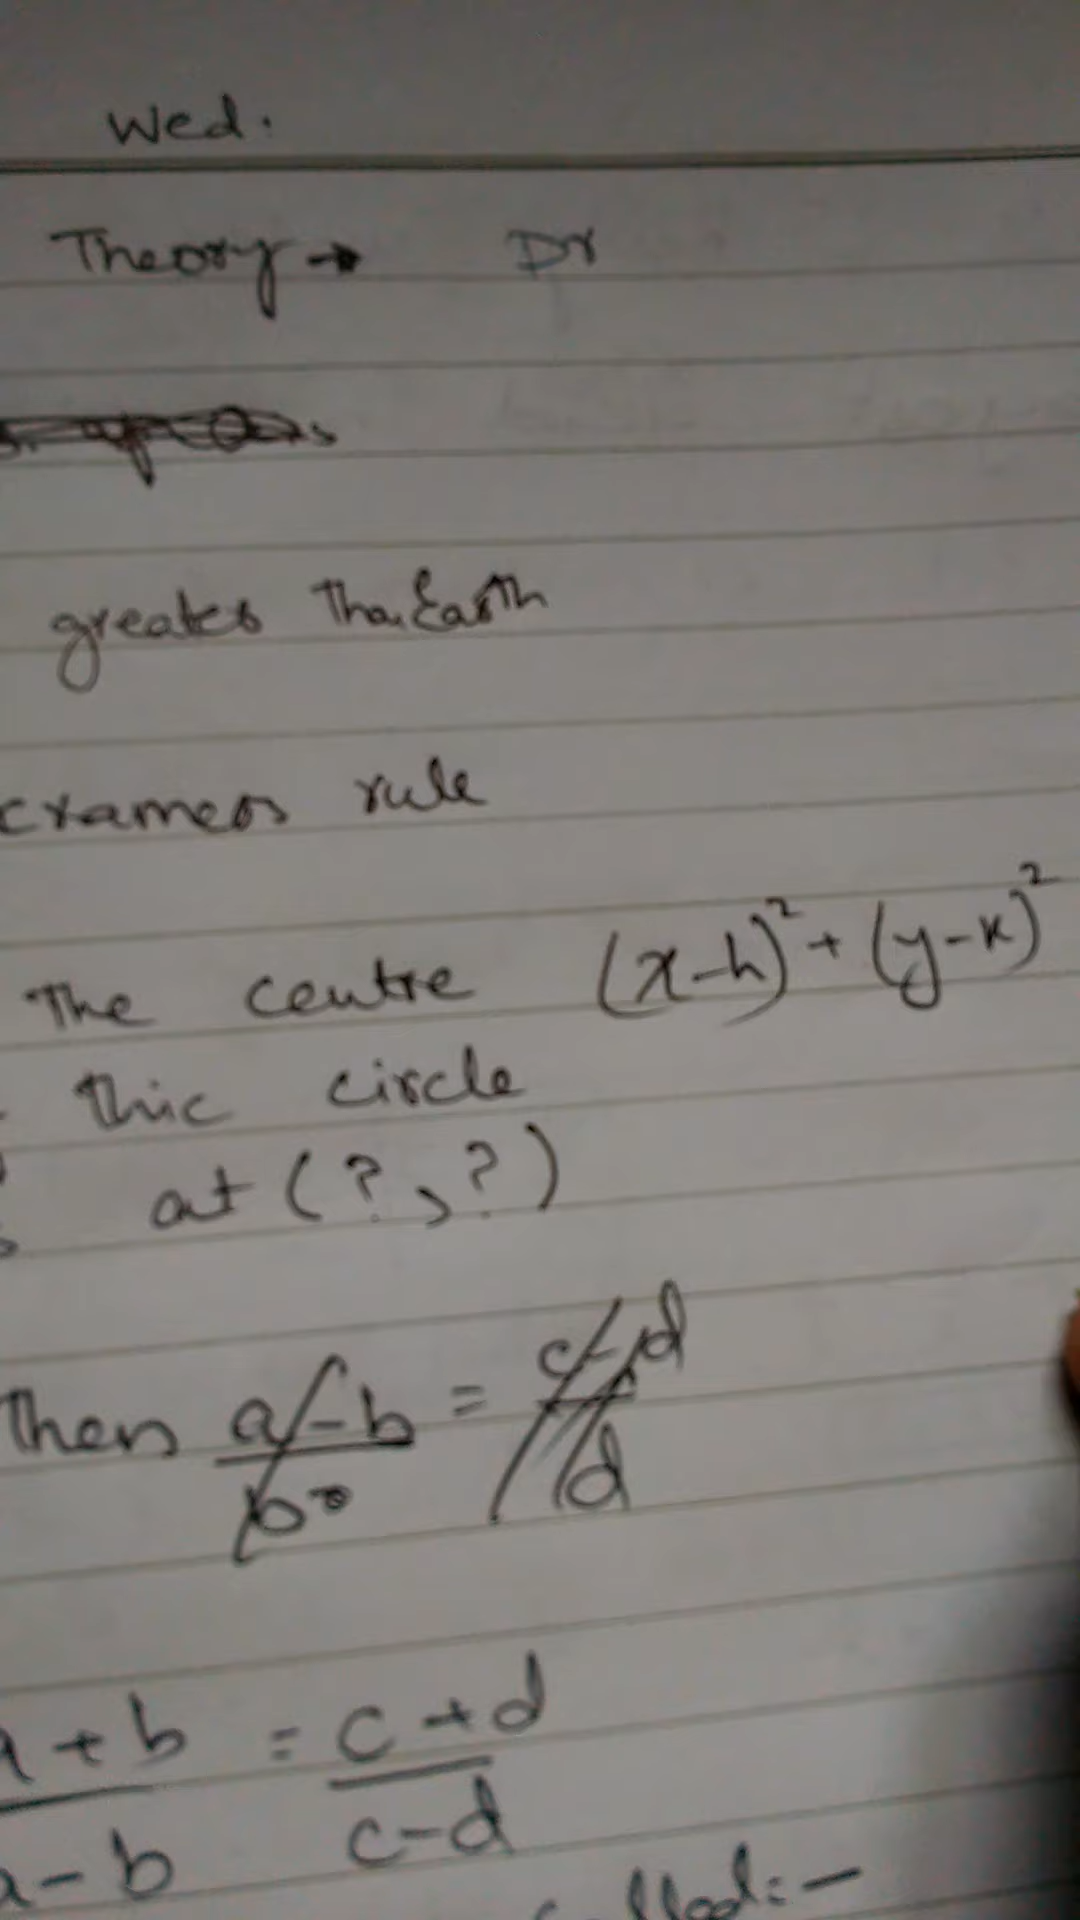 Wed.
Theory → Dr
greater Than Earth
cramers rule
The centre (x-h)²+(y-k)²
this circle
at (?,?)
Then a-b/b = c-d/d
a+b/a-b = c+d/c-d